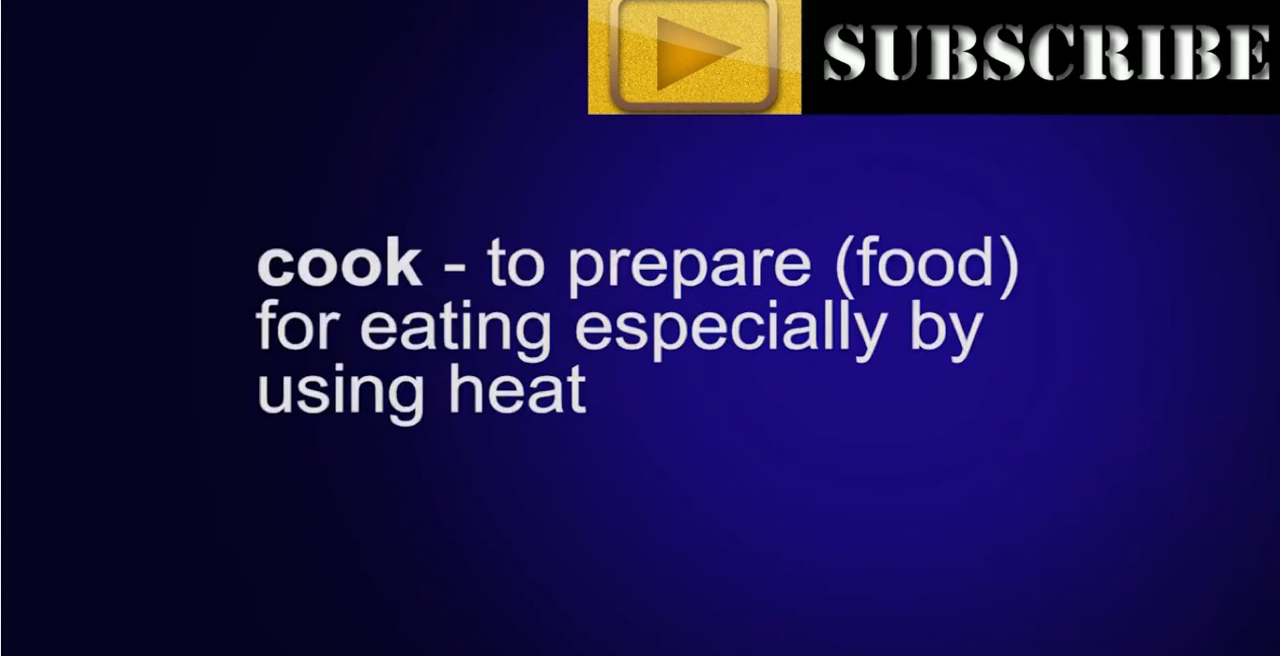 SUBSCRIBE
cook - to prepare (food)
for eating especially by
using heat